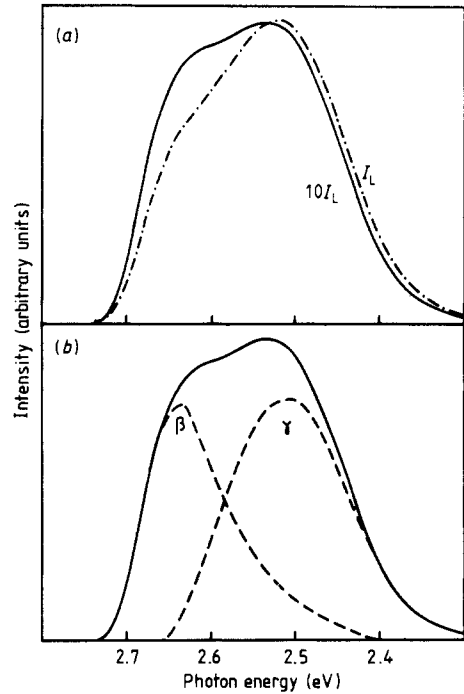 (a)
I_L
10I_L
(b)
β
γ
Intensity (arbitrary units)
2.7 2.6 2.5 2.4
Photon energy (eV)